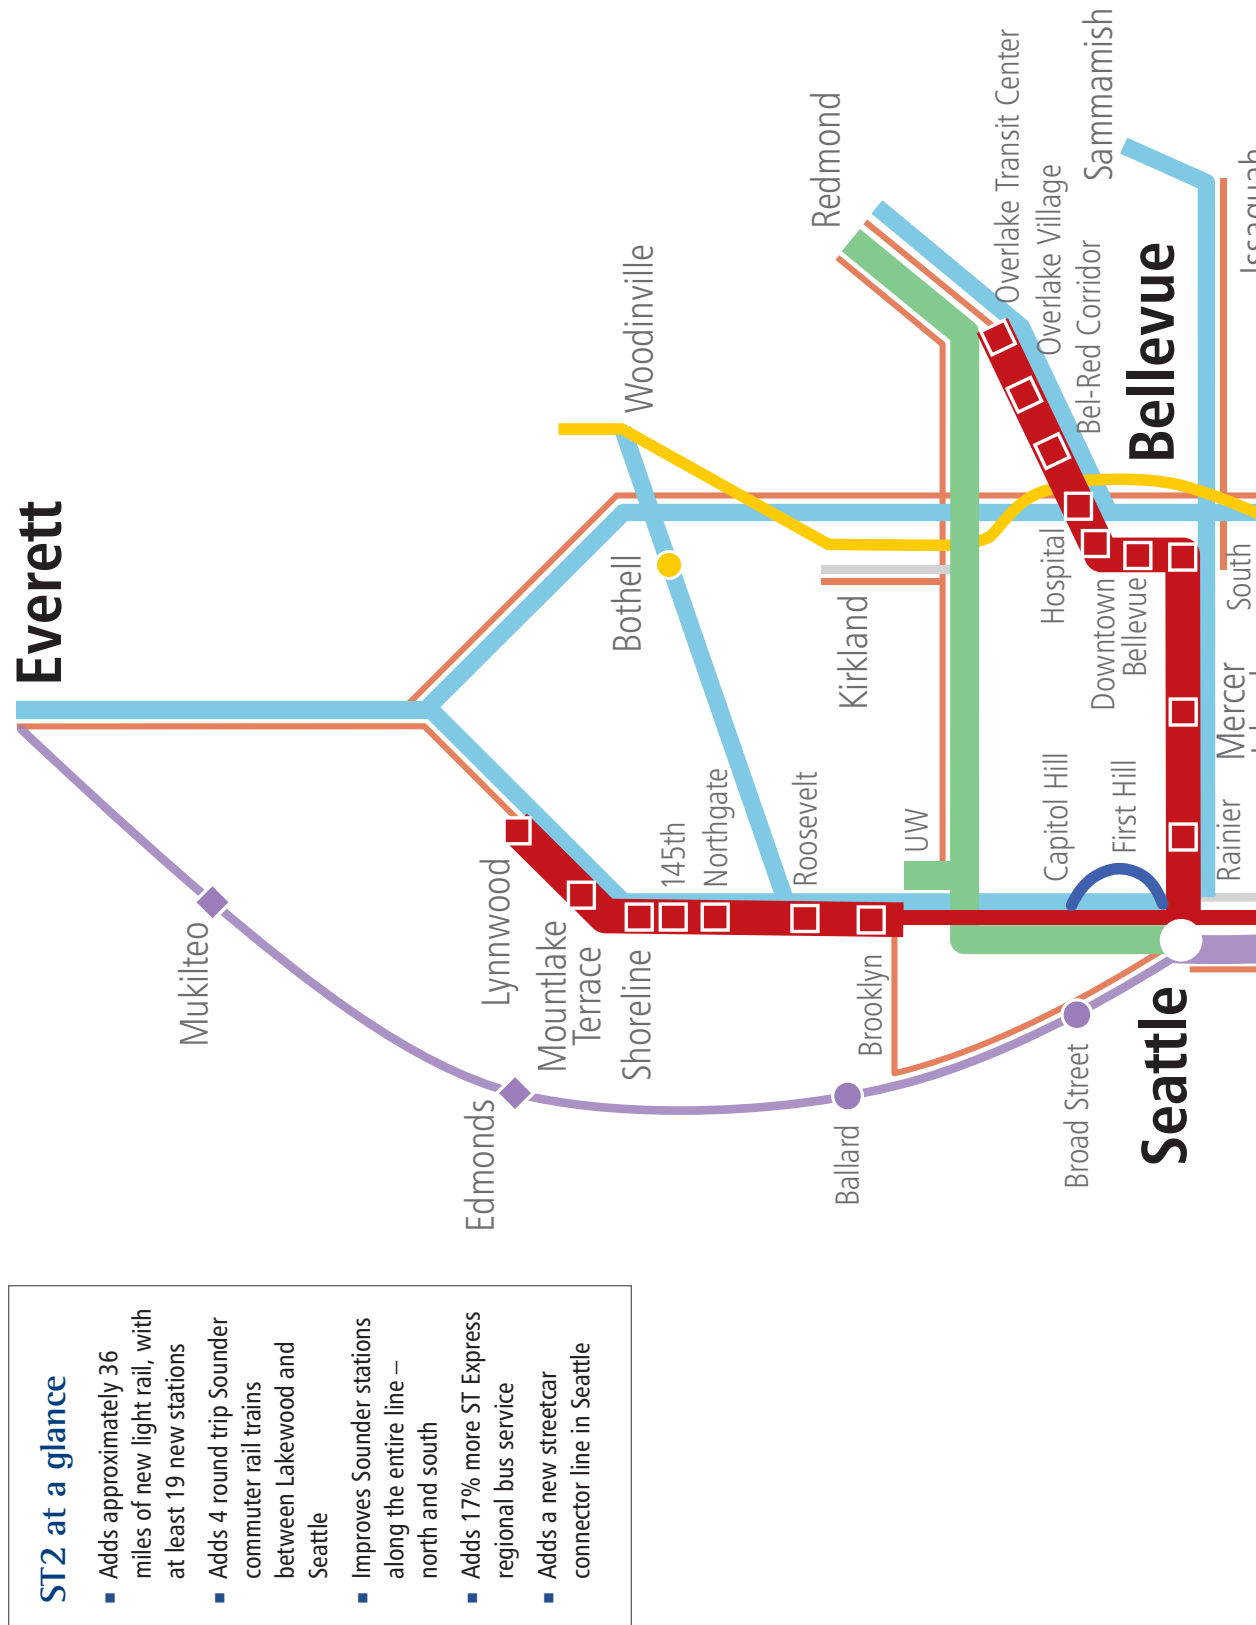 ST2 at a glance
▪ Adds approximately 36
miles of new light rail, with
at least 19 new stations
▪ Adds 4 round trip Sounder
commuter rail trains
between Lakewood and
Seattle
▪ Improves Sounder stations
along the entire line –
north and south
▪ Adds 17% more ST Express
regional bus service
▪ Adds a new streetcar
connector line in Seattle
Everett
Mukilteo
Edmonds
Lynnwood
Mountlake
Terrace
Shoreline
145th
Northgate
Roosevelt
Brooklyn
Ballard
Broad Street
Seattle
UW
Capitol Hill
First Hill
Rainier
Mercer
South
Bothell
Woodinville
Kirkland
Redmond
Hospital
Downtown
Bellevue
Bellevue
Bel-Red Corridor
Overlake Village
Overlake Transit Center
Sammamish